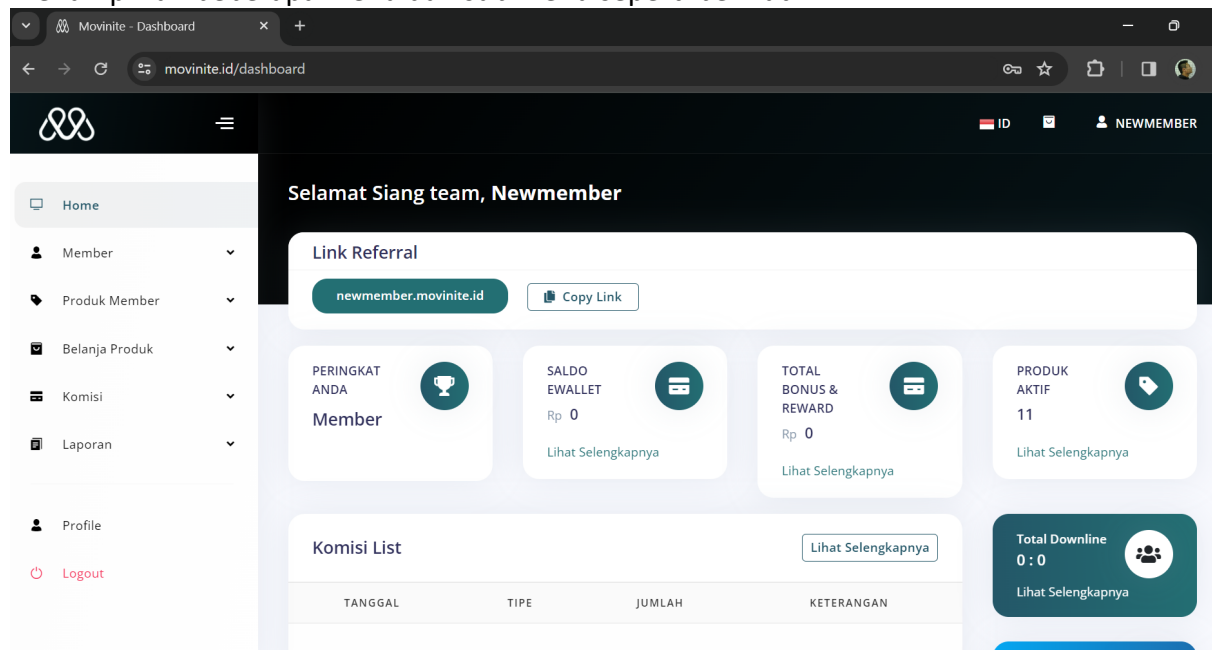 Movinite - Dashboard
movinite.id/dashboard
ID
NEWMEMBER
Home
Member
Produk Member
Belanja Produk
Komisi
Laporan
Profile
Logout
Selamat Siang team, Newmember
Link Referral
newmember.movinite.id
Copy Link
PERINGKAT
ANDA
Member
SALDO
EWALLET
Rp 0
Lihat Selengkapnya
TOTAL
BONUS &
REWARD
Rp 0
Lihat Selengkapnya
PRODUK
AKTIF
11
Lihat Selengkapnya
Komisi List
Lihat Selengkapnya
TANGGAL TIPE JUMLAH KETERANGAN
Total Downline
0 : 0
Lihat Selengkapnya